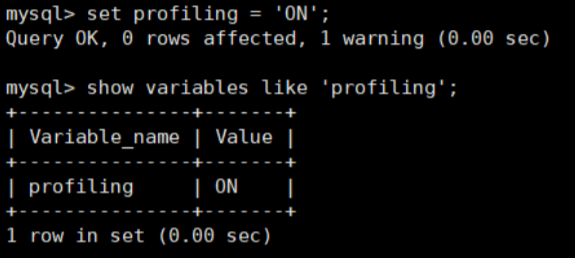 mysql> set profiling = 'ON';
Query OK, 0 rows affected, 1 warning (0.00 sec)
mysql> show variables like 'profiling';
+---------------+-------+
| Variable_name | Value |
+---------------+-------+
| profiling     | ON    |
+---------------+-------+
1 row in set (0.00 sec)